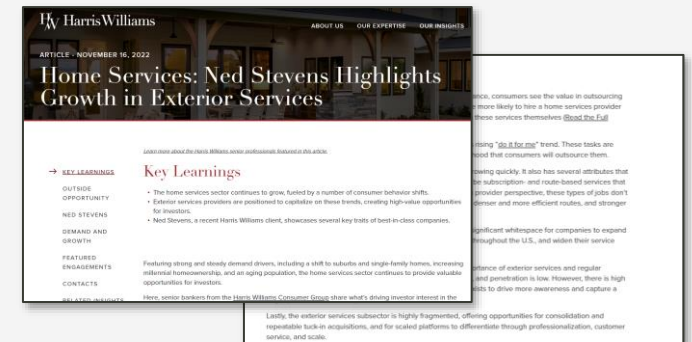 HW HarrisWilliams
ABOUT US OUR EXPERTISE OUR INSIGHTS
ARTICLE - NOVEMBER 16, 2022
Home Services: Ned Stevens Highlights
Growth in Exterior Services
Learn more about the Harris Williams senior professionals featured in this article.
→ KEY LEARNINGS
OUTSIDE
OPPORTUNITY
NED STEVENS
DEMAND AND
GROWTH
FEATURED
ENGAGEMENTS
CONTACTS
RELATED INSIGHTS
Key Learnings
• The home services sector continues to grow, fueled by a number of consumer behavior shifts.
• Exterior services providers are positioned to capitalize on these trends, creating high-value opportunities
for investors.
• Ned Stevens, a recent Harris Williams client, showcases several key traits of best-in-class companies.
Featuring strong and steady demand drivers, including a shift to suburbs and single-family homes, increasing
millennial homeownership, and an aging population, the home services sector continues to provide valuable
opportunities for investors.
Here, senior bankers from the Harris Williams Consumer Group share what's driving investor interest in the
nce, consumers see the value in outsourcing
more likely to hire a home services provider
these services themselves (Read the Full
rising "do it for me" trend. These tasks are
ood that consumers will outsource them.
owing quickly. It also has several attributes that
be subscription- and route-based services that
provider perspective, these types of jobs don't
denser and more efficient routes, and stronger
ignificant whitespace for companies to expand
hroughout the U.S., and widen their service
ortance of exterior services and regular
and penetration is low. However, there is high
ists to drive more awareness and capture a
Lastly, the exterior services subsector is highly fragmented, offering opportunities for consolidation and
repeatable tuck-in acquisitions, and for scaled platforms to differentiate through professionalization, customer
service, and scale.